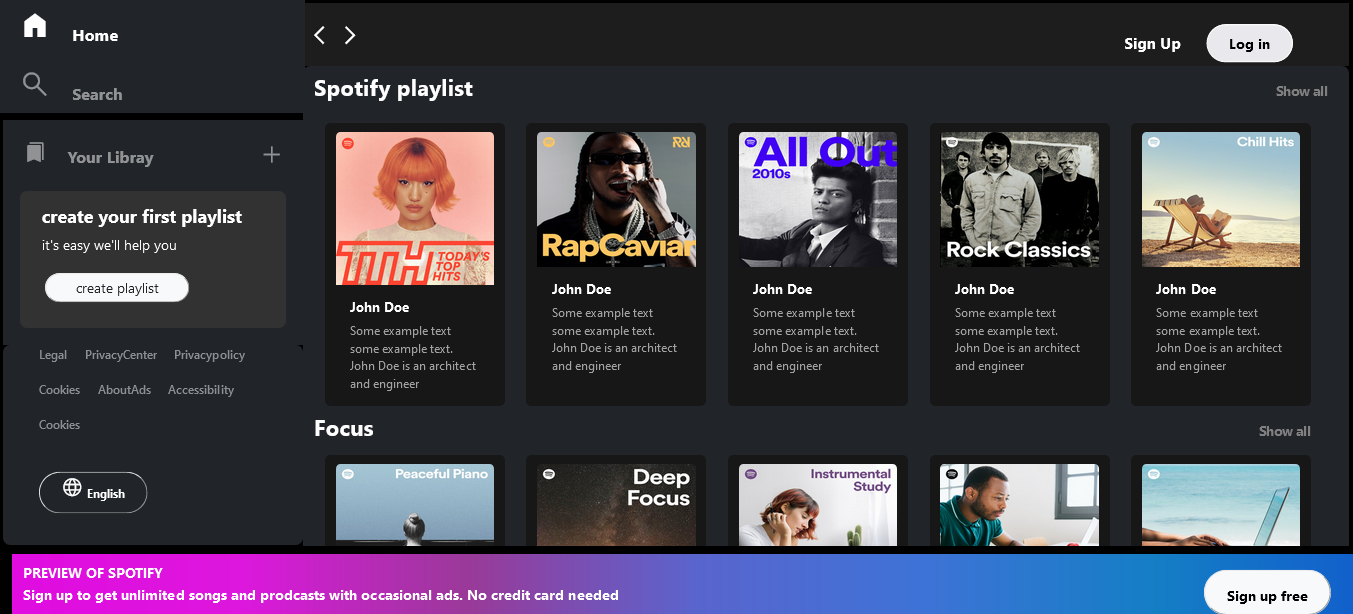 Home
Search
Your Libray
create your first playlist
it's easy we'll help you
create playlist
Legal PrivacyCenter Privacypolicy
Cookies AboutAds Accessibility
Cookies
English
Sign Up Log in
Spotify playlist Show all
TODAY'S
TOP
HITS
TTH
John Doe
Some example text
some example text.
John Doe is an architect
and engineer
RapCaviar
John Doe
Some example text
some example text.
John Doe is an architect
and engineer
All Out
2010s
John Doe
Some example text
some example text.
John Doe is an architect
and engineer
Rock Classics
John Doe
Some example text
some example text.
John Doe is an architect
and engineer
Chill Hits
John Doe
Some example text
some example text.
John Doe is an architect
and engineer
Focus Show all
Peaceful Piano
Deep
Focus
Instrumental
Study
PREVIEW OF SPOTIFY
Sign up to get unlimited songs and prodcasts with occasional ads. No credit card needed
Sign up free